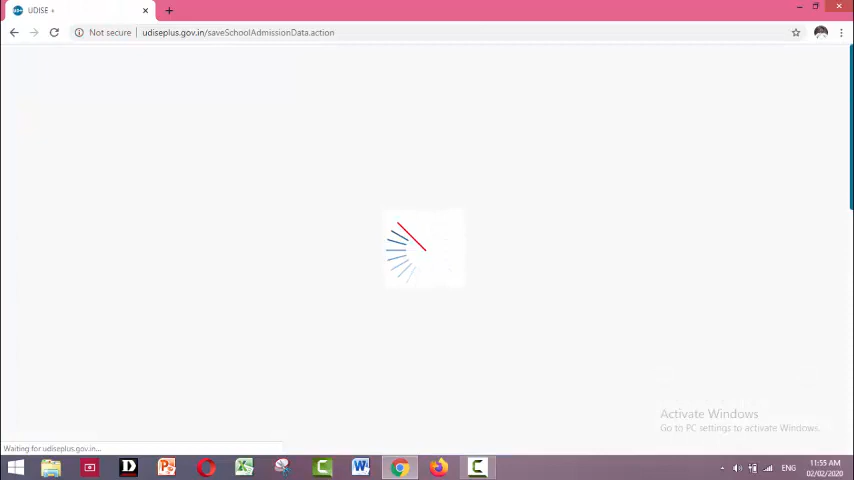 UDISE +
Not secure
udiseplus.gov.in/saveSchoolAdmissionData.action
Activate Windows
Go to PC settings to activate Windows.
Waiting for udiseplus.gov.in...
ENG
11:55 AM
02/02/2020